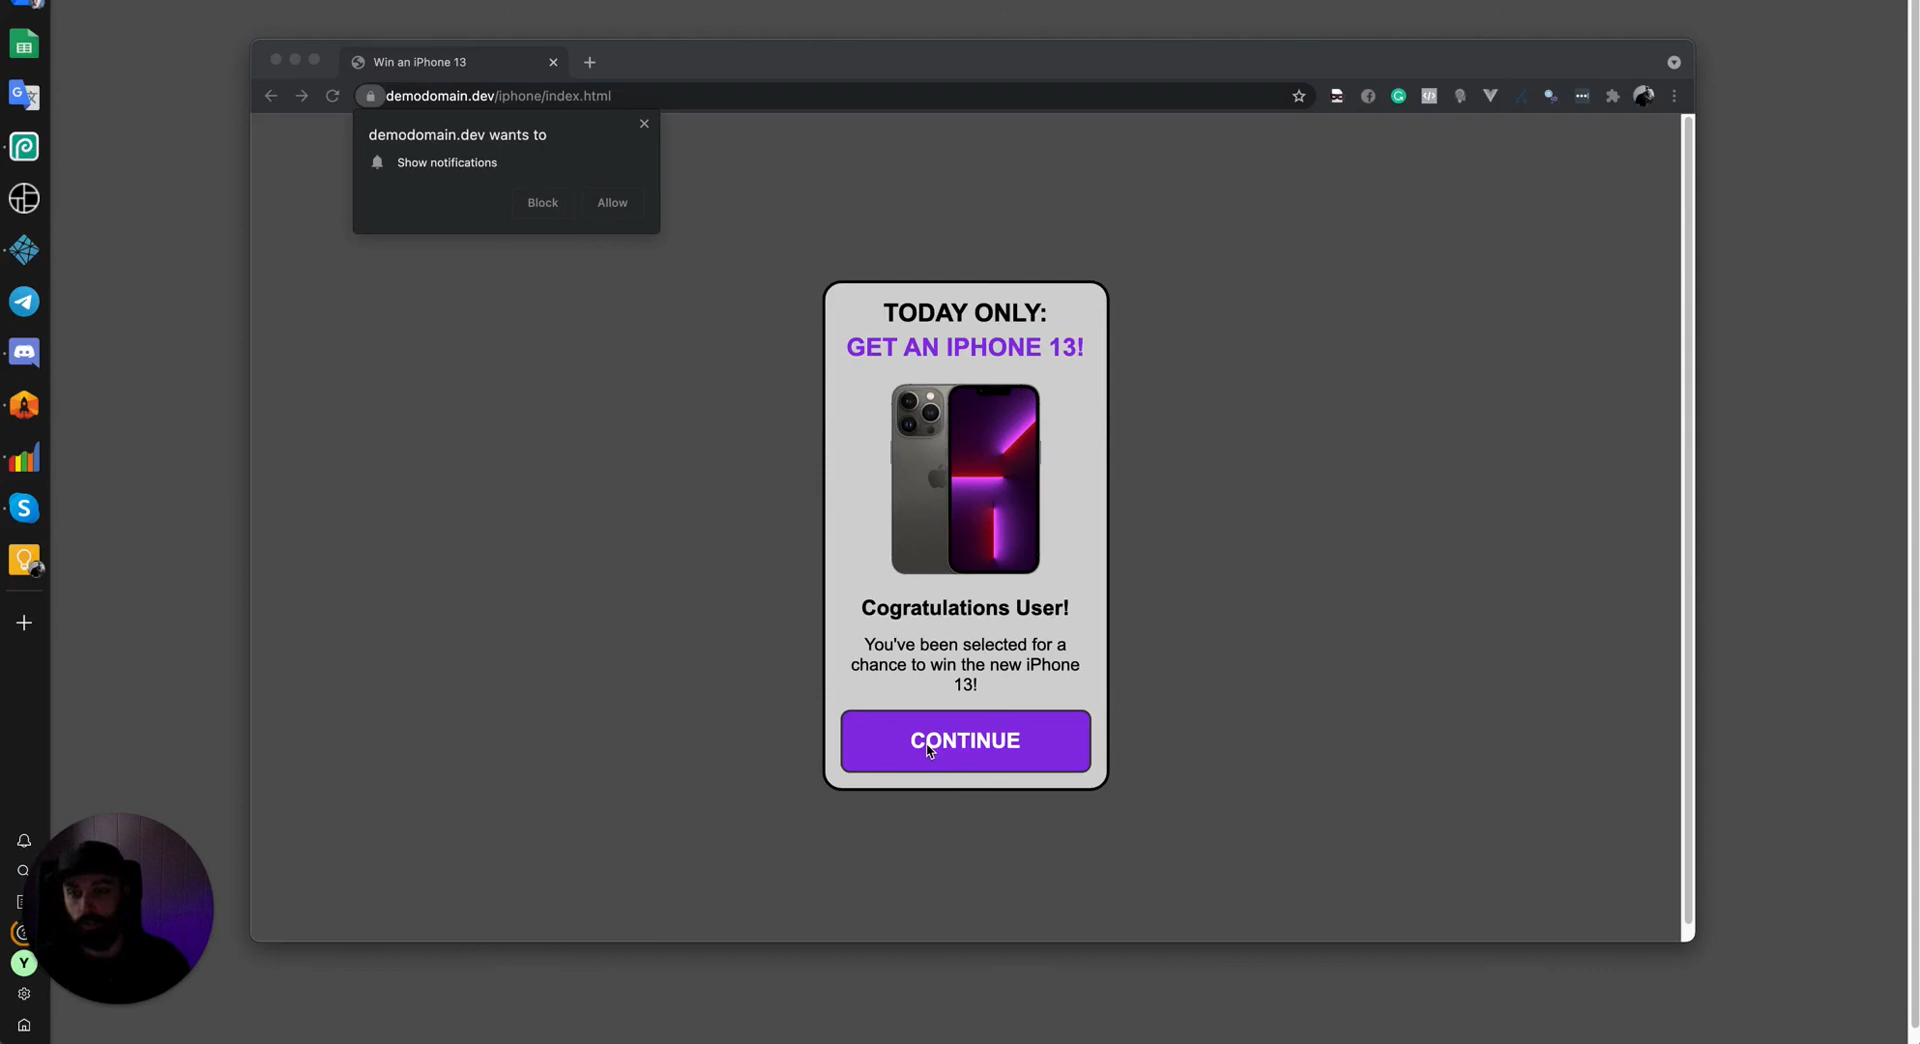 Win an iPhone 13
demodomain.dev/iphone/index.html
demodomain.dev wants to
Show notifications
Block
Allow
TODAY ONLY:
GET AN IPHONE 13!
Cogratulations User!
You've been selected for a
chance to win the new iPhone
13!
CONTINUE
Y